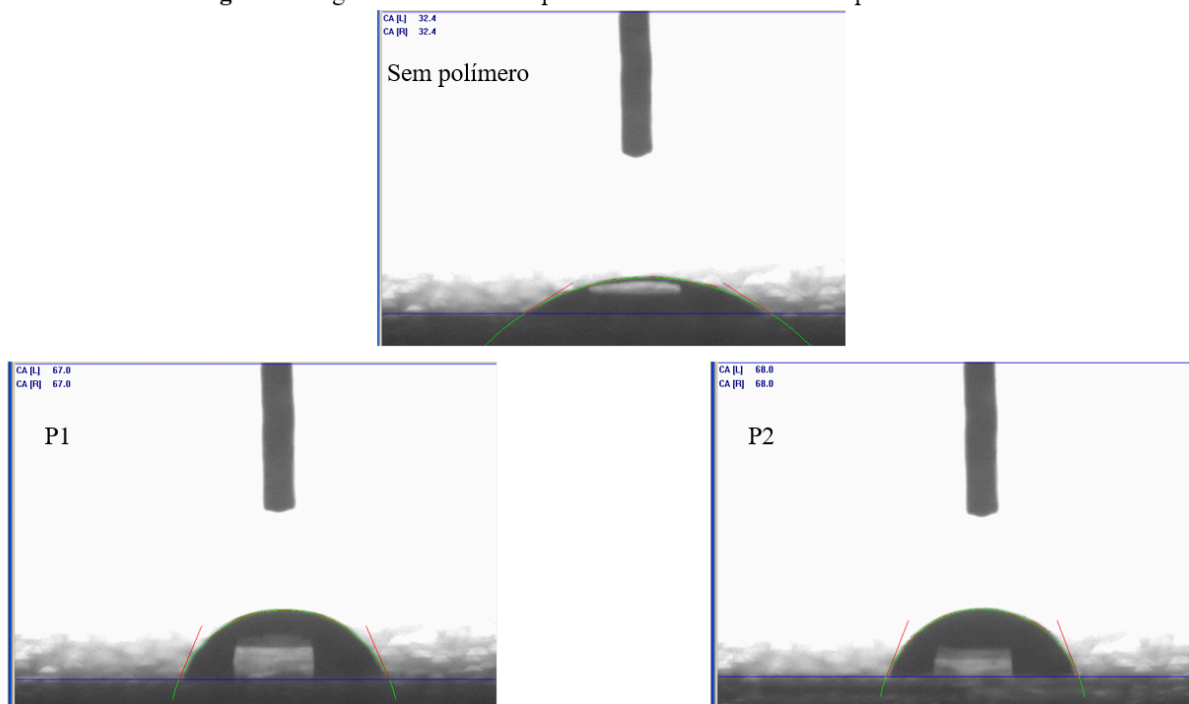 CA [L] 32.4
CA [R] 32.4
Sem polímero
CA [L] 67.0
CA [R] 67.0
P1
CA [L] 68.0
CA [R] 68.0
P2